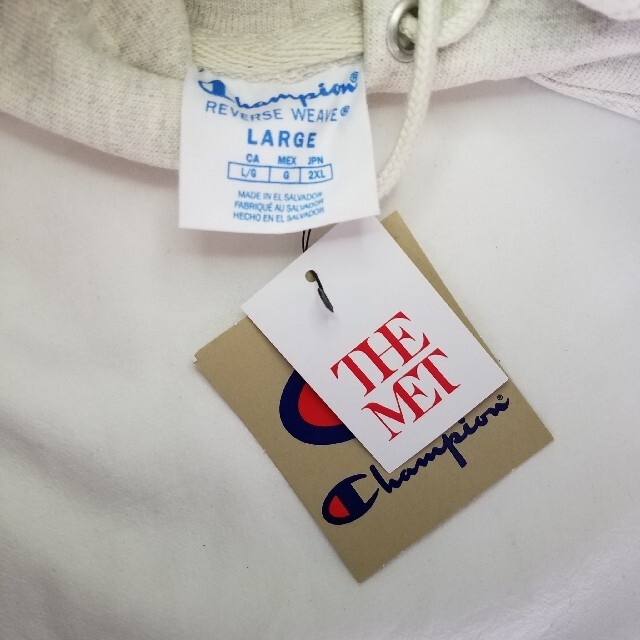 Champion®
REVERSE WEAVE®
LARGE
CA MEX JPN
L/G G 2XL
MADE IN EL SALVADOR
FABRIQUÉ AU SALVADOR
HECHO EN EL SALVADOR
THE
MET
Champion®